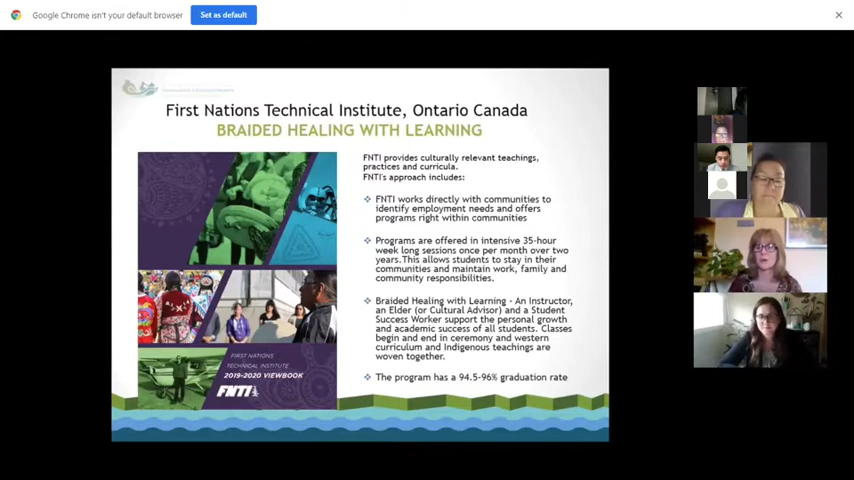 Google Chrome isn't your default browser
Set as default
First Nations Technical Institute, Ontario Canada
BRAIDED HEALING WITH LEARNING
FNTI provides culturally relevant teachings,
practices and curricula.
FNTI's approach includes:
FNTI works directly with communities to
identify employment needs and offers
programs right within communities
Programs are offered in intensive 35-hour
week long sessions once per month over two
years.This allows students to stay in their
communities and maintain work, family and
community responsibilities.
Braided Healing with Learning - An Instructor,
an Elder (or Cultural Advisor) and a Student
Success Worker support the personal growth
and academic success of all students. Classes
begin and end in ceremony and western
curriculum and Indigenous teachings are
woven together.
The program has a 94.5-96% graduation rate
FIRST NATIONS
TECHNICAL INSTITUTE
2019-2020 VIEWBOOK
FNTI